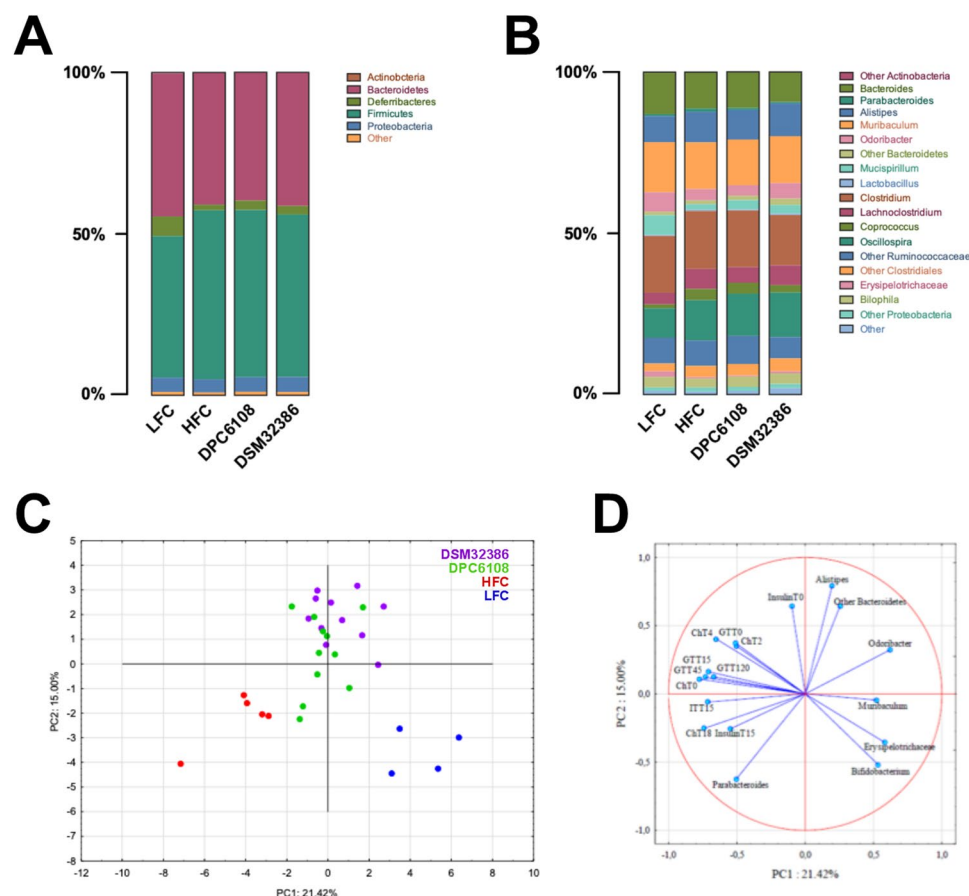 A
100%
50%
0%
LFC
HFC
DPC6108
DSM32386
Actinobcteria
Bacteroidetes
Deferribacteres
Firmicutes
Proteobacteria
Other
B
100%
50%
0%
LFC
HFC
DPC6108
DSM32386
Other Actinobacteria
Bacteroides
Parabacteroides
Alistipes
Muribaculum
Odoribacter
Other Bacteroidetes
Mucispirillum
Lactobacillus
Clostridium
Lachnoclostridium
Coprococcus
Oscillospira
Other Ruminococcaceae
Other Clostridiales
Erysipelotrichaceae
Bilophila
Other Proteobacteria
Other
C
DSM32386
DPC6108
HFC
LFC
PC2: 15.00%
5
4
3
2
1
0
-1
-2
-3
-4
-5
-6
-7
-8
-12 -10 -8 -6 -4 -2 0 2 4 6 8 10 12
PC1: 21.42%
D
PC2 : 15.00%
1,0
0,5
0,0
-0,5
-1,0
Alistipes
InsulinT0
Other Bacteroidetes
ChT4
GTT0
ChT2
Odoribacter
GTT15
GTT45
GTT120
ChT0
ITT15
Muribaculum
ChT18
InsulinT15
Erysipelotrichaceae
Bifidobacterium
Parabacteroides
-1,0 -0,5 0,0 0,5 1,0
PC1 : 21.42%